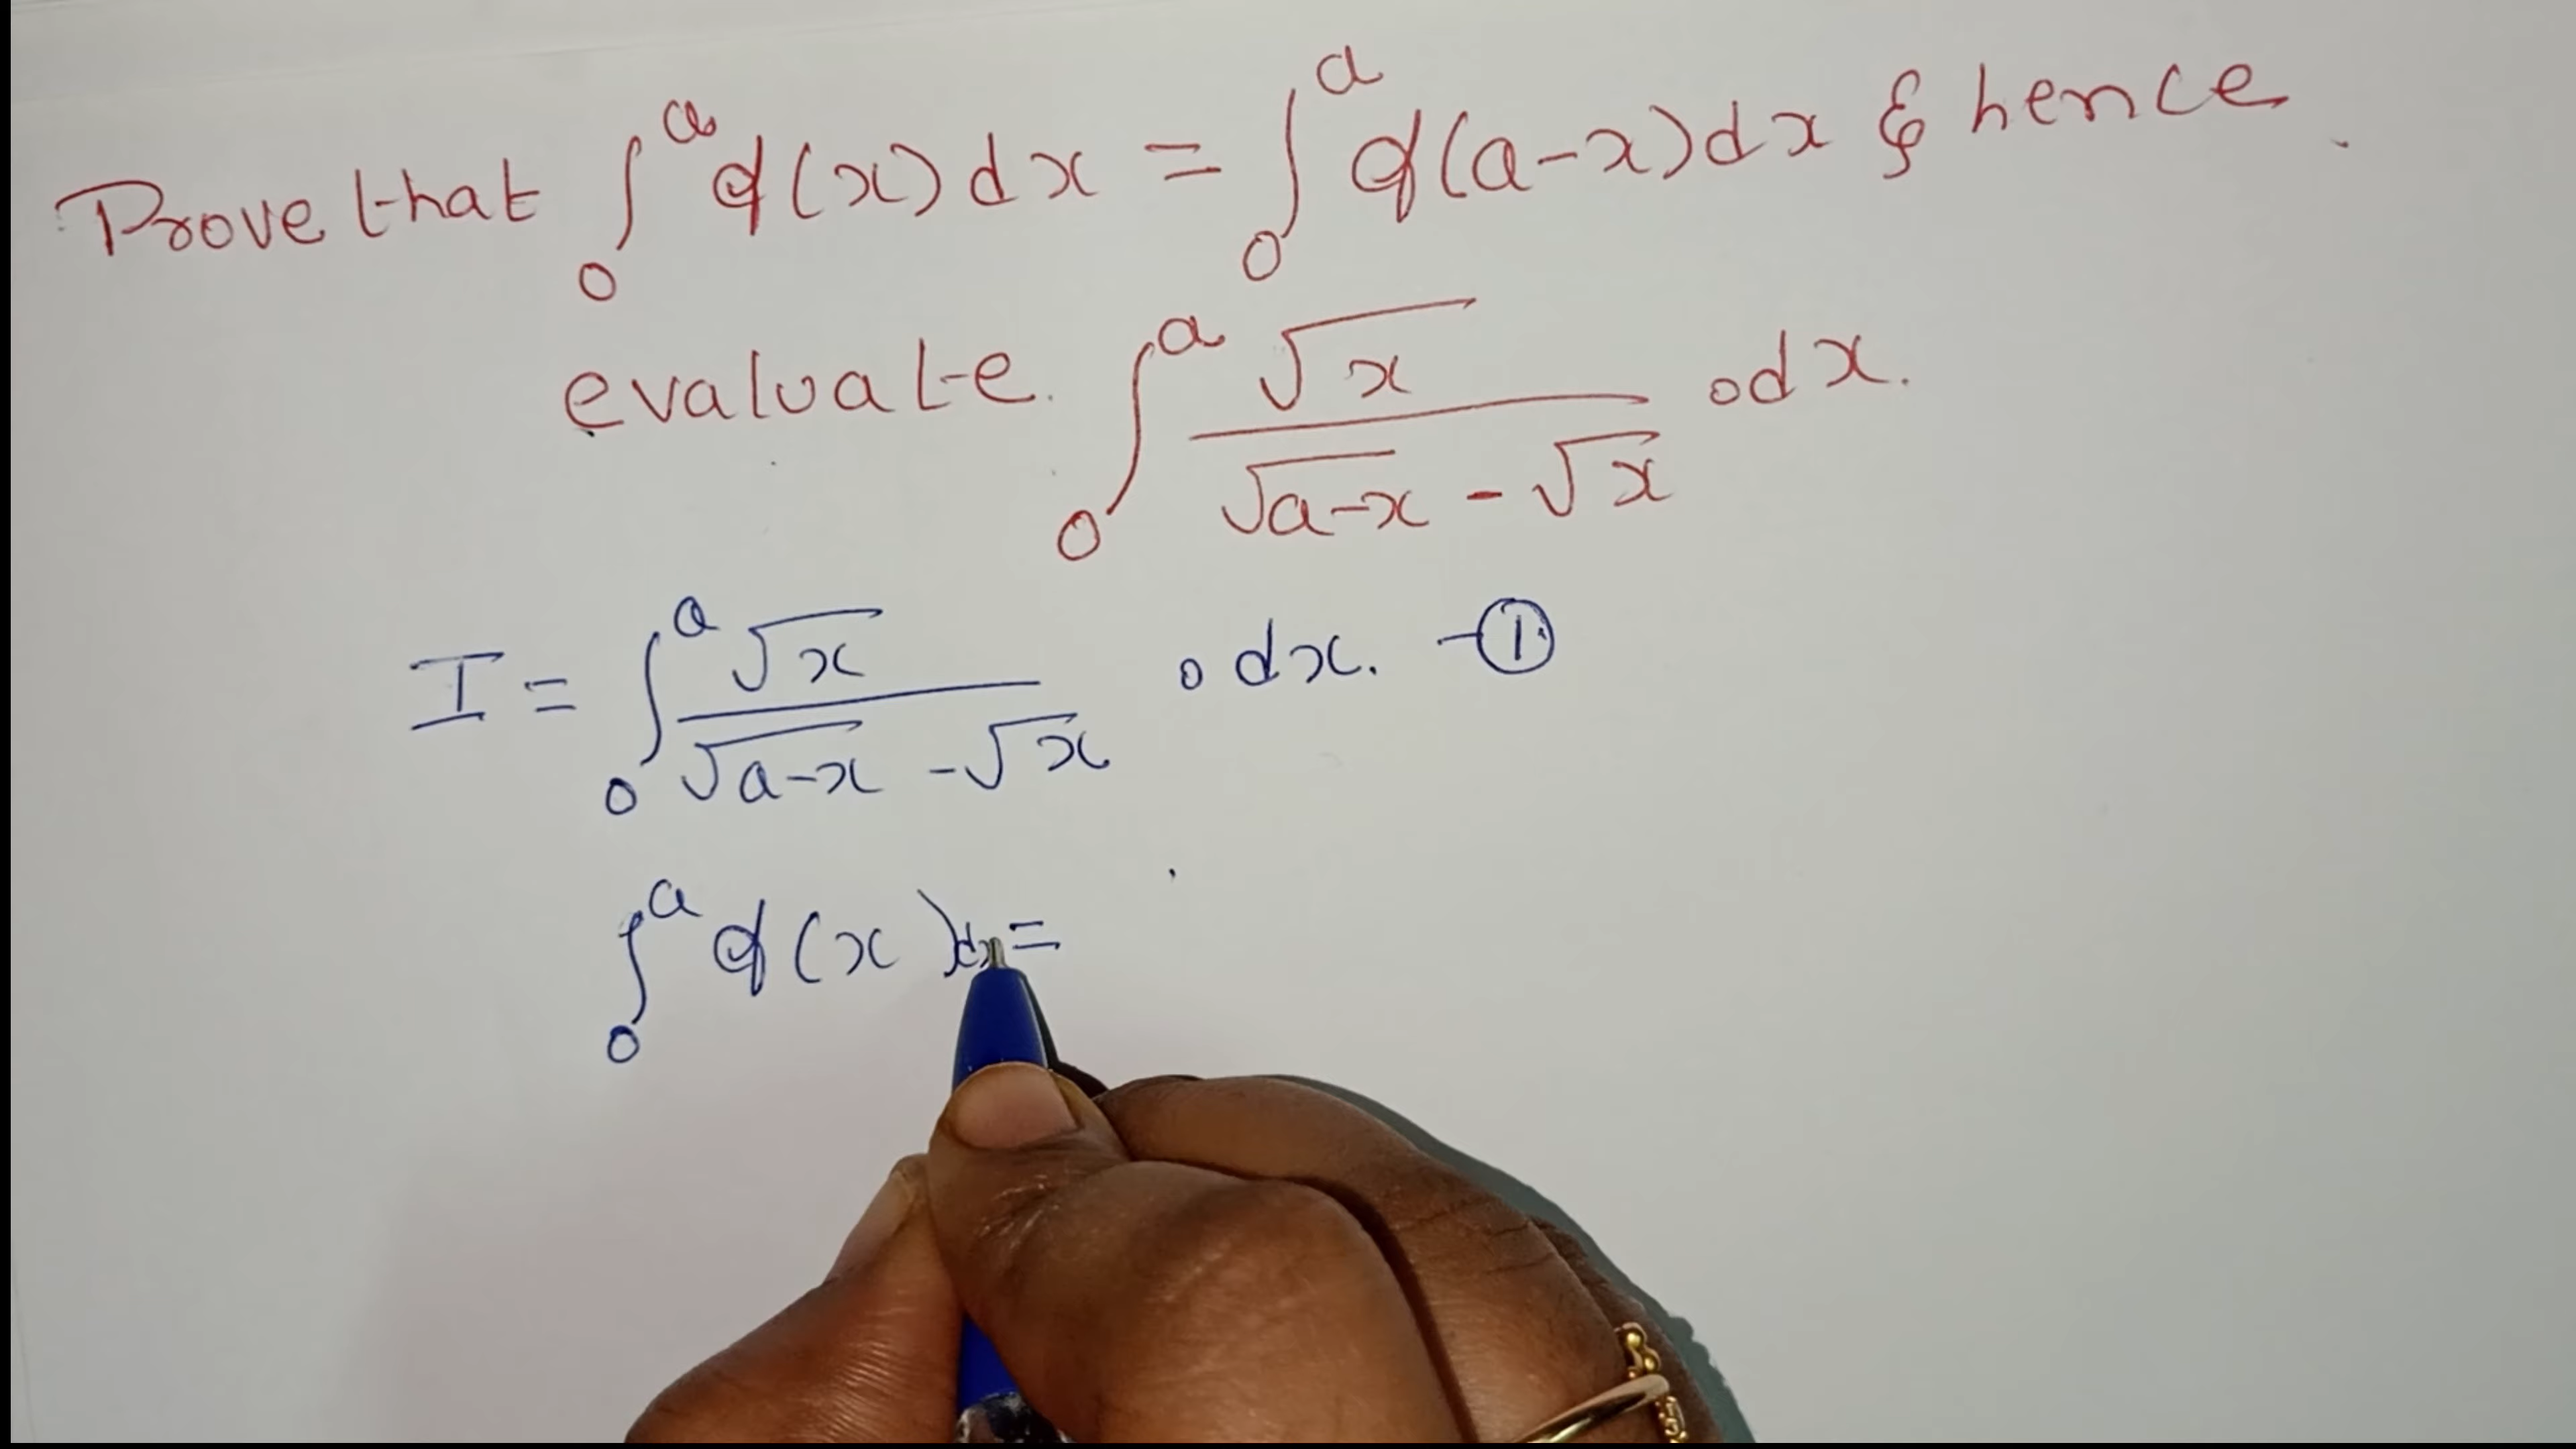 Prove that ∫₀ᵃ f(x) dx = ∫₀ᵃ f(a-x) dx & hence
evaluate ∫₀ᵃ √x / (√(a-x) - √x) . dx.
I = ∫₀ᵃ √x / (√(a-x) - √x) . dx. - ①
∫₀ᵃ f(x) dx =